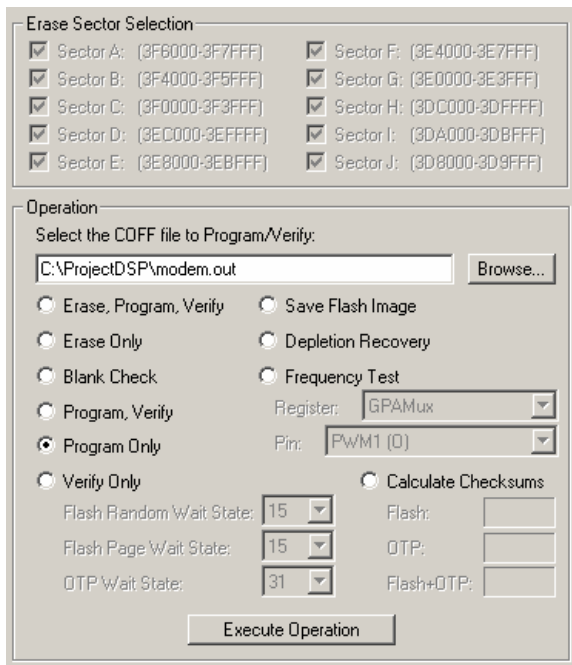 Erase Sector Selection
Sector A: (3F6000-3F7FFF)
Sector F: (3E4000-3E7FFF)
Sector B: (3F4000-3F5FFF)
Sector G: (3E0000-3E3FFF)
Sector C: (3F0000-3F3FFF)
Sector H: (3DC000-3DFFFF)
Sector D: (3EC000-3EFFFF)
Sector I: (3DA000-3DBFFF)
Sector E: (3E8000-3EBFFF)
Sector J: (3D8000-3D9FFF)
Operation
Select the COFF file to Program/Verify:
C:\ProjectDSP\modem.out
Browse...
Erase, Program, Verify
Save Flash Image
Erase Only
Depletion Recovery
Blank Check
Frequency Test
Program, Verify
Register: GPAMux
Program Only
Pin: PWM1 (0)
Verify Only
Calculate Checksums
Flash Random Wait State: 15
Flash:
Flash Page Wait State: 15
OTP:
OTP Wait State: 31
Flash+OTP:
Execute Operation